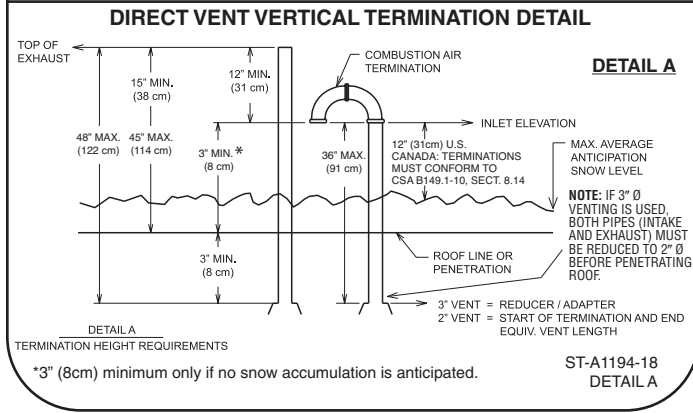 DIRECT VENT VERTICAL TERMINATION DETAIL
TOP OF
EXHAUST
15" MIN.
(38 cm)
12" MIN.
(31 cm)
COMBUSTION AIR
TERMINATION
DETAIL A
48" MAX.
(122 cm)
45" MAX.
(114 cm)
3" MIN. *
(8 cm)
36" MAX.
(91 cm)
INLET ELEVATION
12" (31cm) U.S.
CANADA: TERMINATIONS
MUST CONFORM TO
CSA B149.1-10, SECT. 8.14
MAX. AVERAGE
ANTICIPATION
SNOW LEVEL
NOTE: IF 3" Ø
VENTING IS USED,
BOTH PIPES (INTAKE
AND EXHAUST) MUST
BE REDUCED TO 2" Ø
BEFORE PENETRATING
ROOF.
3" MIN.
(8 cm)
ROOF LINE OR
PENETRATION
3" VENT = REDUCER / ADAPTER
2" VENT = START OF TERMINATION AND END
EQUIV. VENT LENGTH
DETAIL A
TERMINATION HEIGHT REQUIREMENTS
*3" (8cm) minimum only if no snow accumulation is anticipated.
ST-A1194-18
DETAIL A